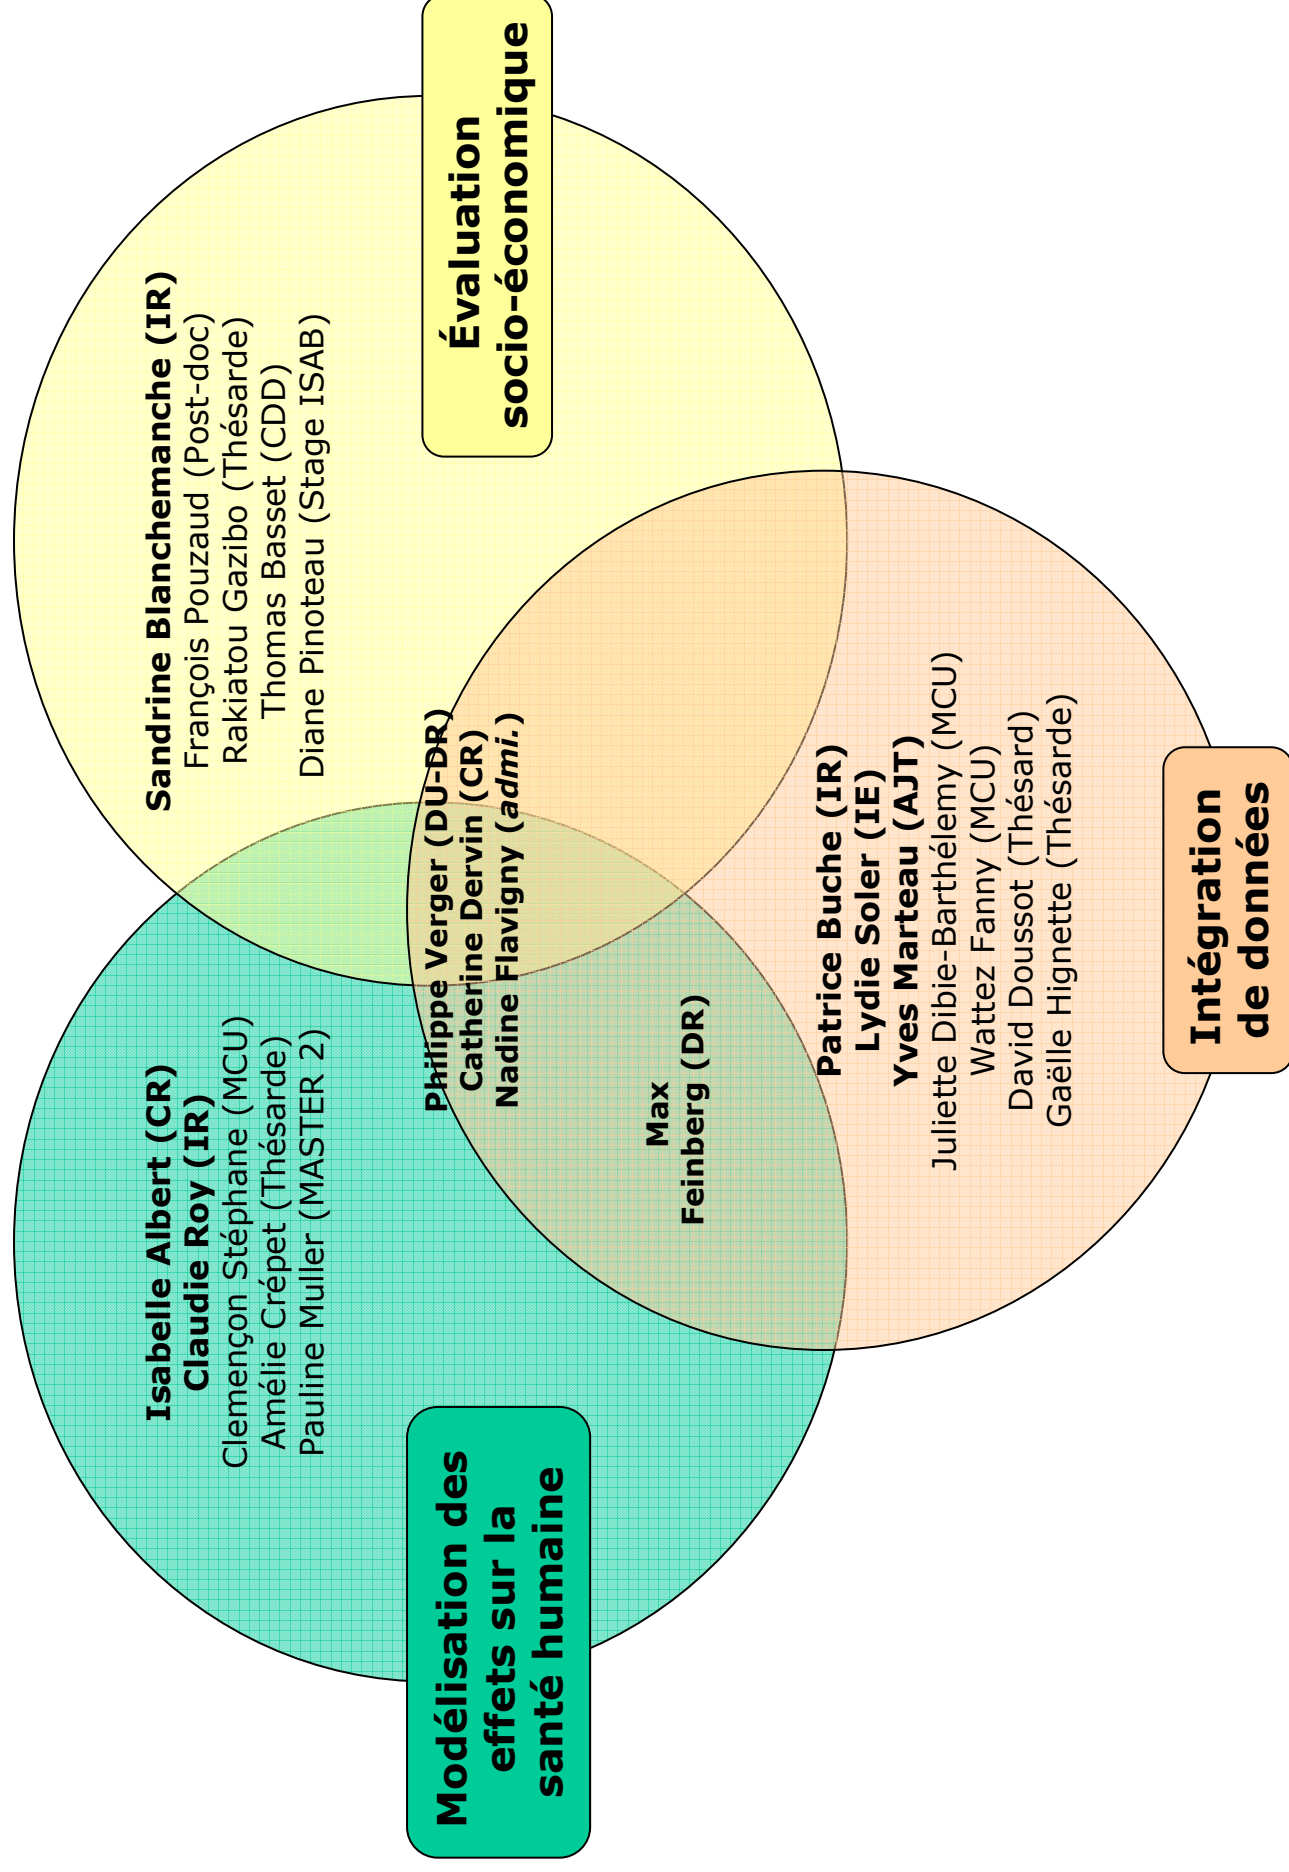 Isabelle Albert (CR)
Claudie Roy (IR)
Clemençon Stéphane (MCU)
Amélie Crépet (Thésarde)
Pauline Muller (MASTER 2)
Sandrine Blanchemanche (IR)
François Pouzaud (Post-doc)
Rakiatou Gazibo (Thésarde)
Thomas Basset (CDD)
Diane Pinoteau (Stage ISAB)
Modélisation des
effets sur la
santé humaine
Philippe Verger (DU-DR)
Catherine Dervin (CR)
Nadine Flavigny (admi.)
Évaluation
socio-économique
Max
Feinberg (DR)
Patrice Buche (IR)
Lydie Soler (IE)
Yves Marteau (AJT)
Juliette Dibie-Barthélemy (MCU)
Wattez Fanny (MCU)
David Doussot (Thésard)
Gaëlle Hignette (Thésarde)
Intégration
de données